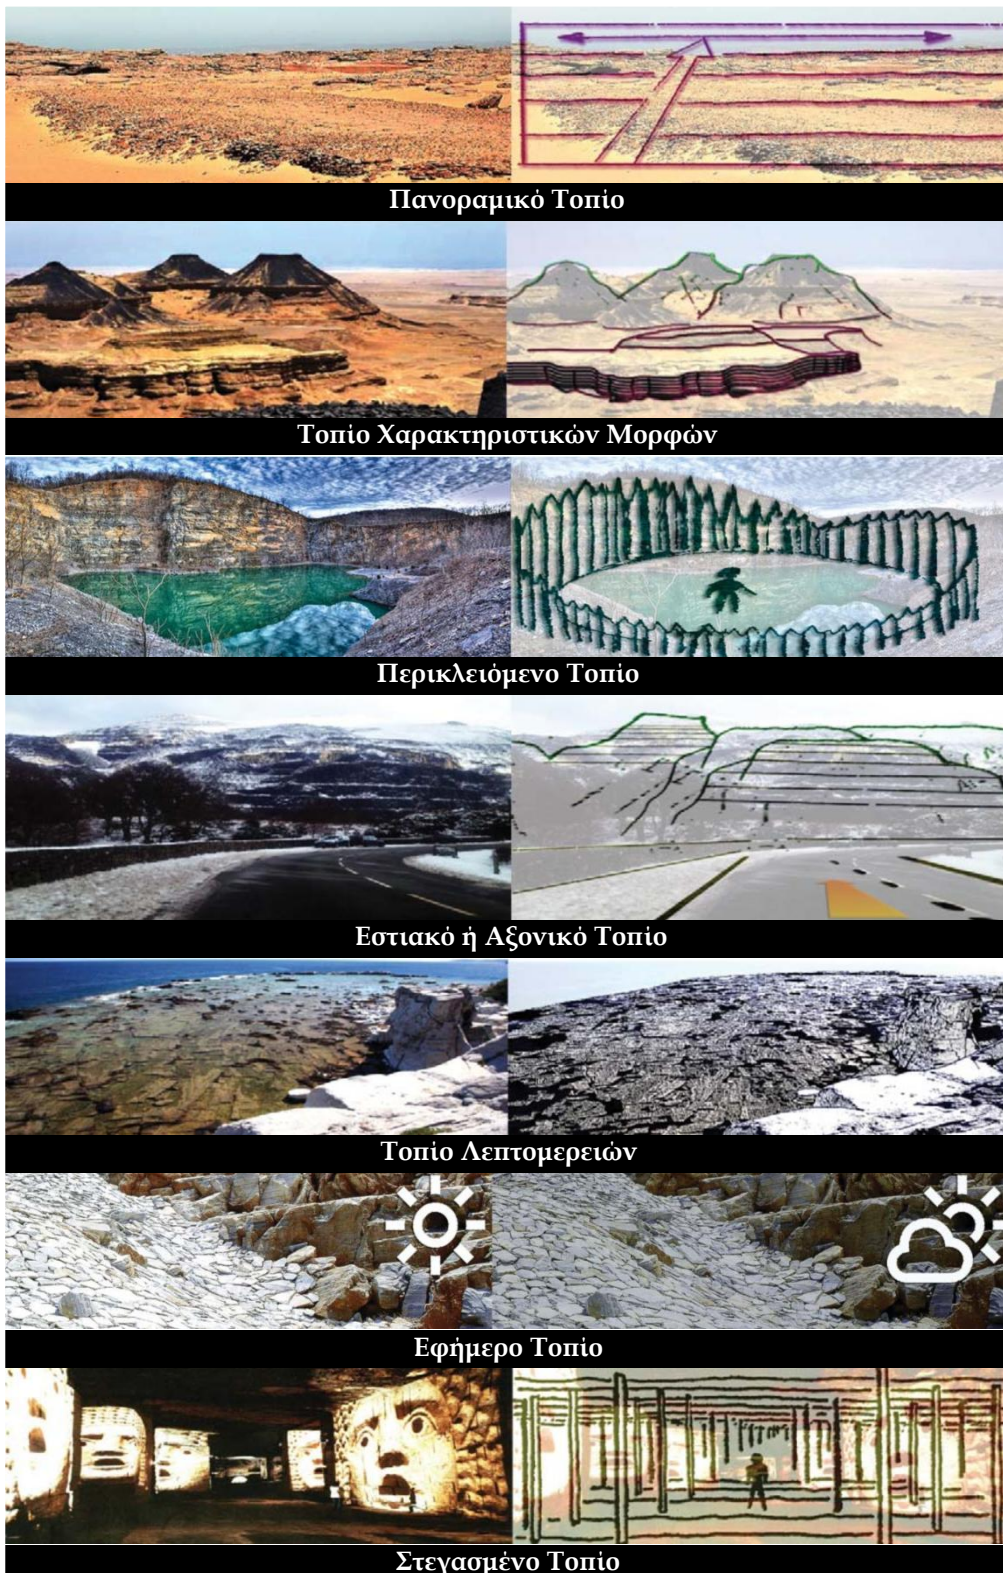 Πανοραμικό Τοπίο
Τοπίο Χαρακτηριστικών Μορφών
Περικλειόμενο Τοπίο
Εστιακό ή Αξονικό Τοπίο
Τοπίο Λεπτομερειών
Εφήμερο Τοπίο
Στεγασμένο Τοπίο